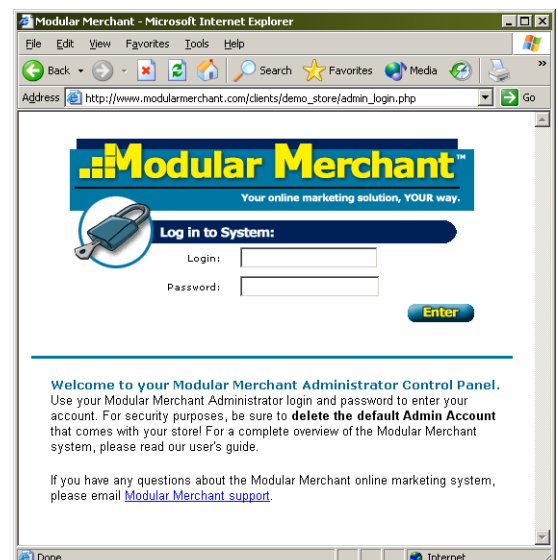 Modular Merchant - Microsoft Internet Explorer
File Edit View Favorites Tools Help
Back Search Favorites Media »
Address http://www.modularmerchant.com/clients/demo_store/admin_login.php Go
Modular Merchant™
Your online marketing solution, YOUR way.
Log in to System:
Login:
Password:
Enter
Welcome to your Modular Merchant Administrator Control Panel.
Use your Modular Merchant Administrator login and password to enter your
account. For security purposes, be sure to delete the default Admin Account
that comes with your store! For a complete overview of the Modular Merchant
system, please read our user's guide.
If you have any questions about the Modular Merchant online marketing system,
please email Modular Merchant support.
Done Internet